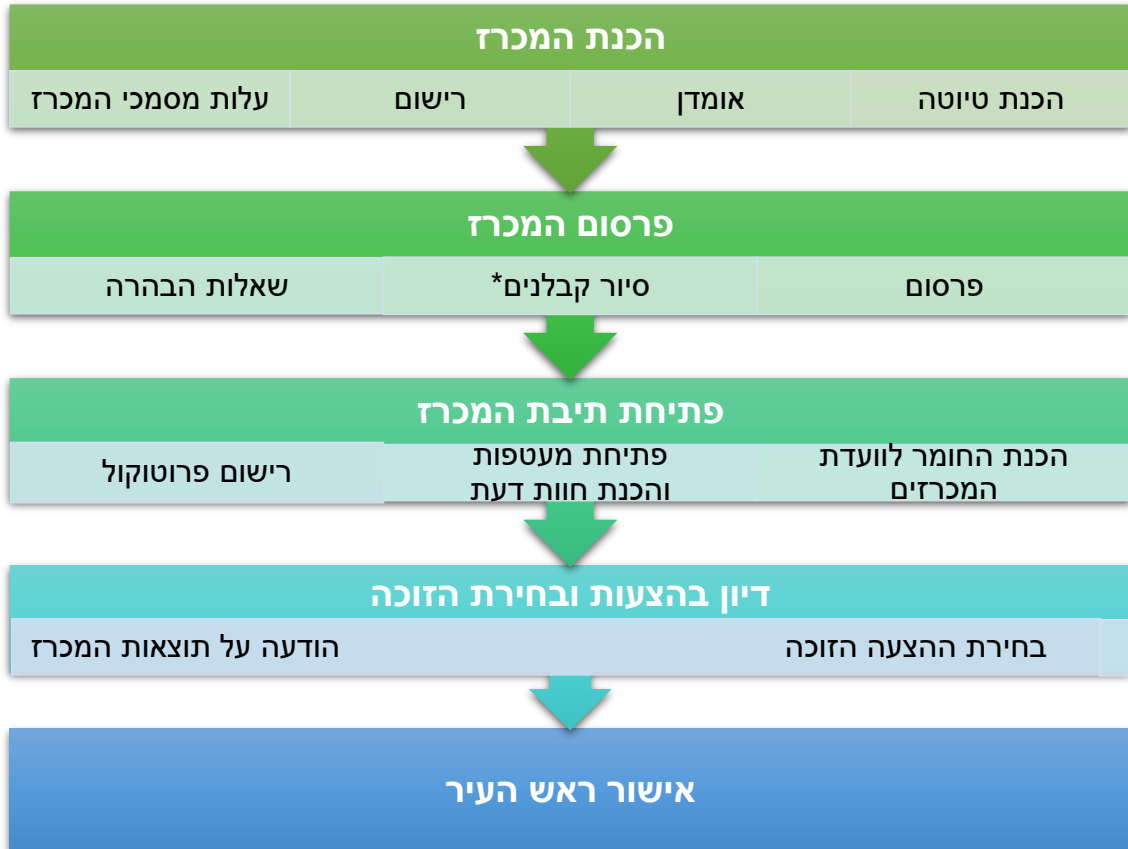 הכנת המכרז
הכנת טיוטה
אומדן
רישום
עלות מסמכי המכרז
פרסום המכרז
פרסום
סיור קבלנים*
שאלות הבהרה
פתיחת תיבת המכרז
הכנת החומר לוועדת
המכרזים
פתיחת מעטפות
והכנת חוות דעת
רישום פרוטוקול
דיון בהצעות ובחירת הזוכה
בחירת ההצעה הזוכה
הודעה על תוצאות המכרז
אישור ראש העיר